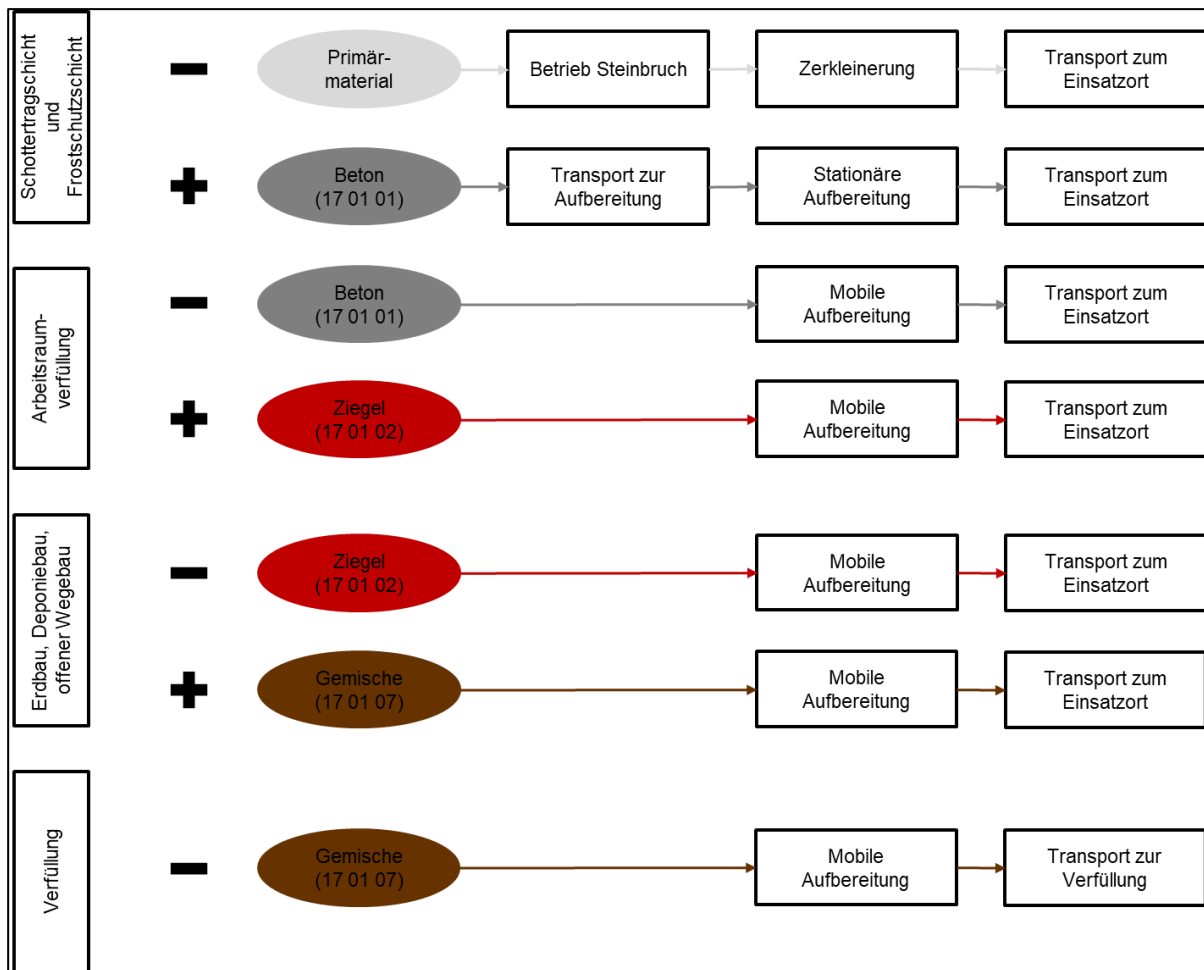 Schottertragschicht
und
Frostschutzschicht
Primär-
material
Betrieb Steinbruch
Zerkleinerung
Transport zum
Einsatzort
Beton
(17 01 01)
Transport zur
Aufbereitung
Stationäre
Aufbereitung
Transport zum
Einsatzort
Arbeitsraum-
verfüllung
Beton
(17 01 01)
Mobile
Aufbereitung
Transport zum
Einsatzort
Ziegel
(17 01 02)
Mobile
Aufbereitung
Transport zum
Einsatzort
Erdbau, Deponiebau,
offener Wegebau
Ziegel
(17 01 02)
Mobile
Aufbereitung
Transport zum
Einsatzort
Gemische
(17 01 07)
Mobile
Aufbereitung
Transport zum
Einsatzort
Verfüllung
Gemische
(17 01 07)
Mobile
Aufbereitung
Transport zur
Verfüllung